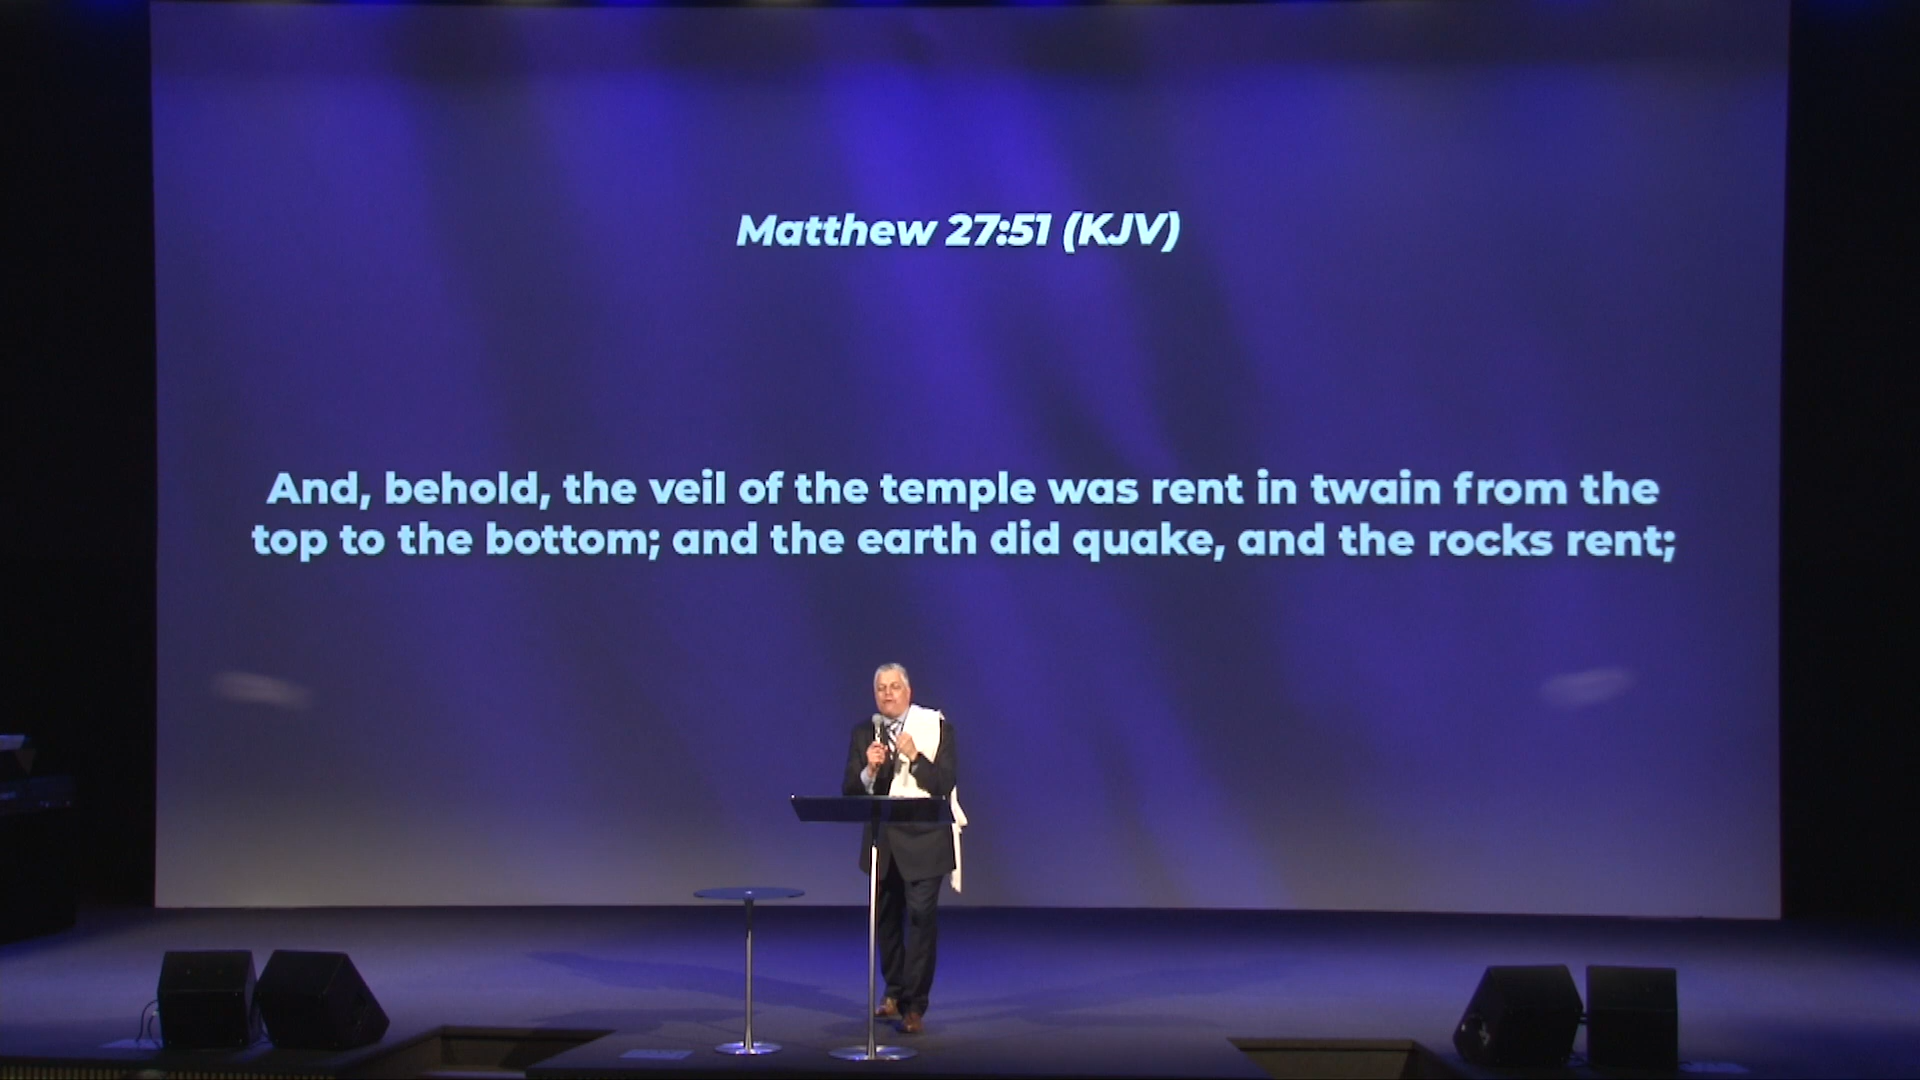 Matthew 27:51 (KJV)
And, behold, the veil of the temple was rent in twain from the
top to the bottom; and the earth did quake, and the rocks rent;